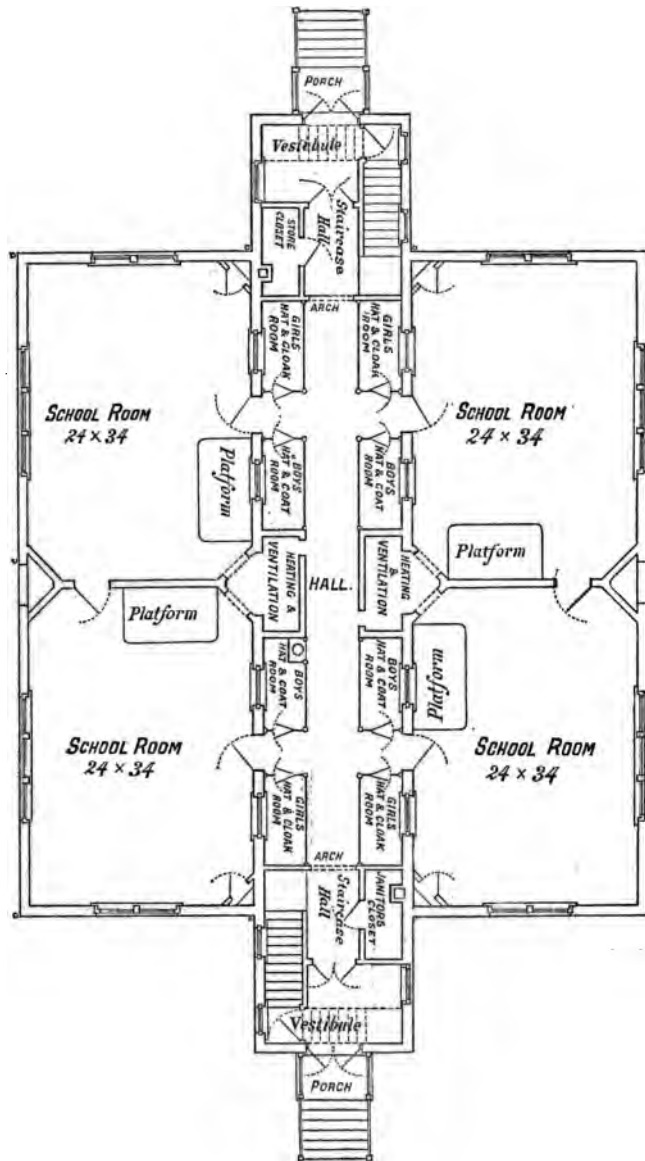 PORCH
Vestibule
STORE
CLOSET
Staircase
Hall
ARCH
GIRLS
HAT & CLOAK
ROOM
GIRLS
HAT & CLOAK
ROOM
SCHOOL ROOM
24 × 34
SCHOOL ROOM
24 × 34
Platform
BOYS
HAT & COAT
ROOM
BOYS
HAT & COAT
ROOM
HEATING &
VENTILATION
HALL.
HEATING
&
VENTILATION
Platform
Platform
BOYS
HAT & COAT
ROOM
BOYS
HAT & COAT
ROOM
Platform
SCHOOL ROOM
24 × 34
SCHOOL ROOM
24 × 34
GIRLS
HAT & CLOAK
ROOM
GIRLS
HAT & CLOAK
ROOM
ARCH
Staircase
Hall
JANITORS
CLOSET
Vestibule
PORCH